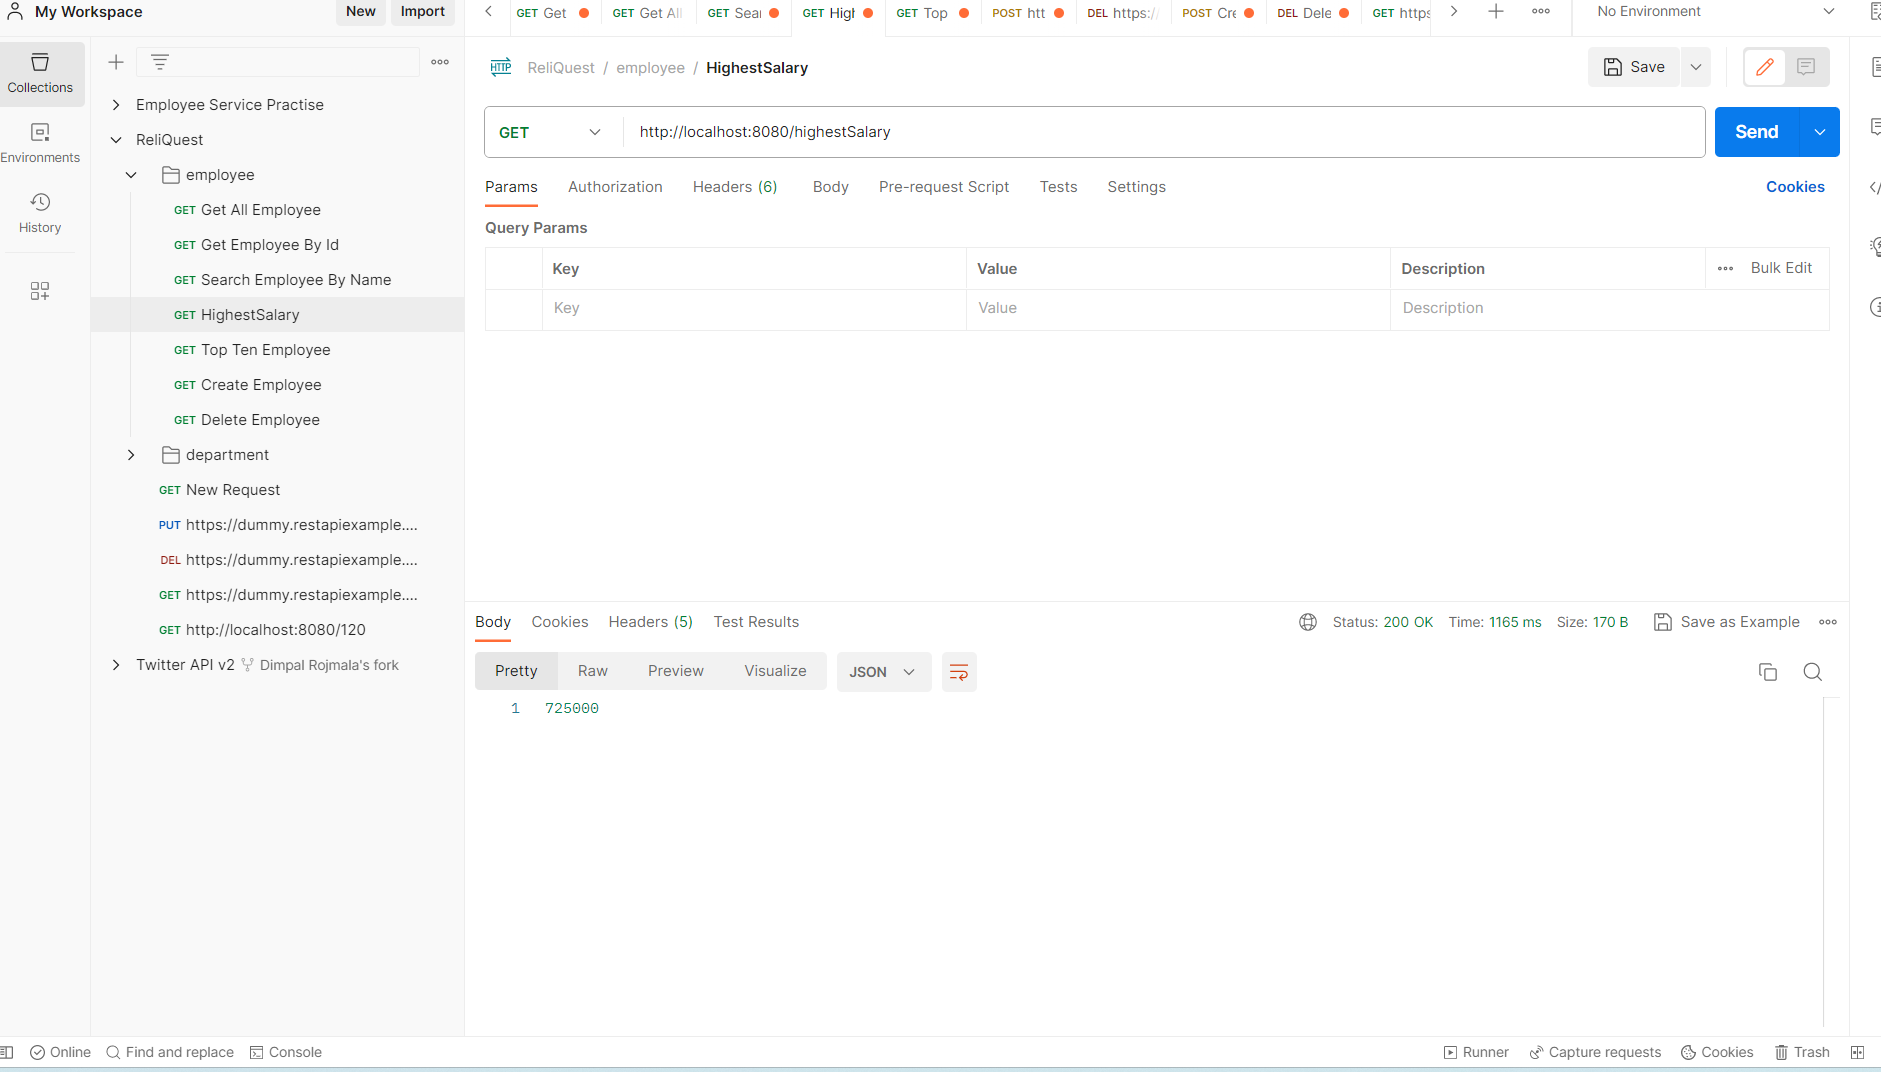 My Workspace
New
Import
GET Get
GET Get All
GET Sear
GET High
GET Top
POST htt
DEL https:/
POST Cre
DEL Dele
GET https
No Environment
Collections
Environments
History
Employee Service Practise
ReliQuest
employee
GET Get All Employee
GET Get Employee By Id
GET Search Employee By Name
GET HighestSalary
GET Top Ten Employee
GET Create Employee
GET Delete Employee
department
GET New Request
PUT https://dummy.restapiexample....
DEL https://dummy.restapiexample....
GET https://dummy.restapiexample....
GET http://localhost:8080/120
Twitter API v2 Dimpal Rojmala's fork
HTTP ReliQuest / employee / HighestSalary
Save
GET http://localhost:8080/highestSalary
Send
Params Authorization Headers (6) Body Pre-request Script Tests Settings Cookies
Query Params
Key Value Description Bulk Edit
Key Value Description
Body Cookies Headers (5) Test Results
Status: 200 OK Time: 1165 ms Size: 170 B Save as Example
Pretty Raw Preview Visualize JSON
1 725000
Online Find and replace Console
Runner Capture requests Cookies Trash